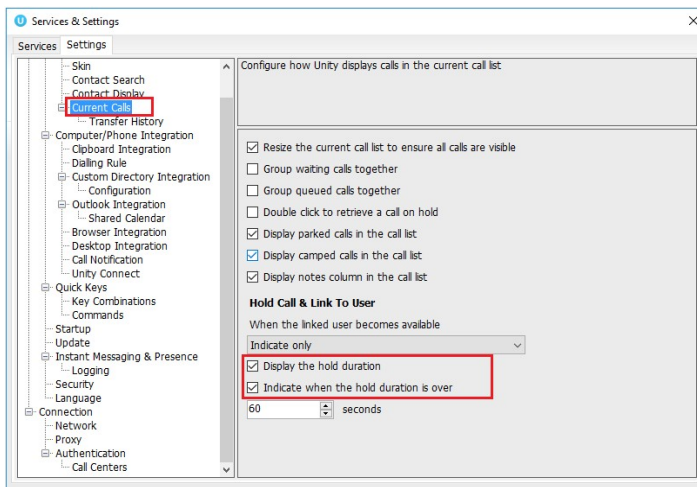 Services & Settings
Services Settings
Skin
Contact Search
Contact Display
Current Calls
Transfer History
Computer/Phone Integration
Clipboard Integration
Dialling Rule
Custom Directory Integration
Configuration
Outlook Integration
Shared Calendar
Browser Integration
Desktop Integration
Call Notification
Unity Connect
Quick Keys
Key Combinations
Commands
Startup
Update
Instant Messaging & Presence
Logging
Security
Language
Connection
Network
Proxy
Authentication
Call Centers
Configure how Unity displays calls in the current call list
Resize the current call list to ensure all calls are visible
Group waiting calls together
Group queued calls together
Double click to retrieve a call on hold
Display parked calls in the call list
Display camped calls in the call list
Display notes column in the call list
Hold Call & Link To User
When the linked user becomes available
Indicate only
Display the hold duration
Indicate when the hold duration is over
60 seconds